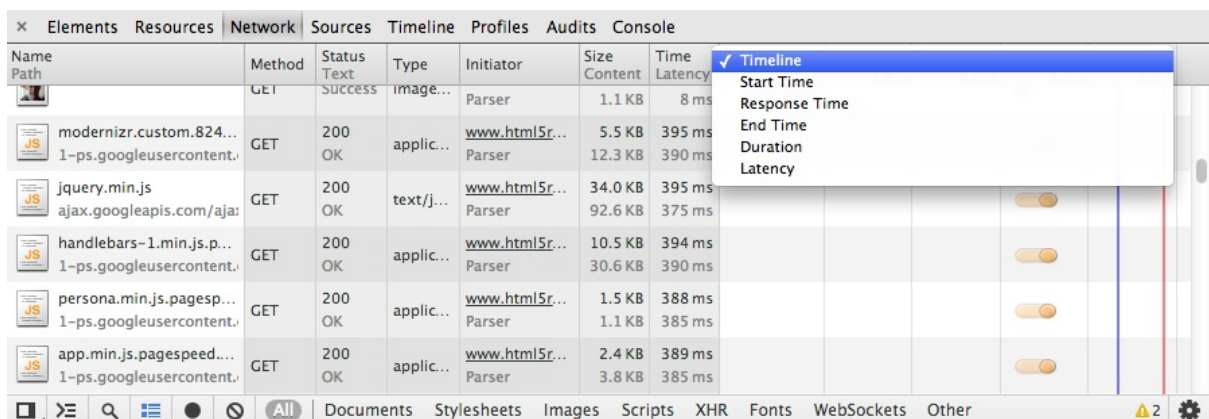 × Elements Resources Network Sources Timeline Profiles Audits Console
Name Method Status Type Initiator Size Time ✓ Timeline
Path Text Content Latency
Start Time
Response Time
End Time
Duration
Latency
GET Success image... Parser 1.1 KB 8 ms
modernizr.custom.824... GET 200 applic... www.html5r... 5.5 KB 395 ms
JS 1-ps.googleusercontent. OK Parser 12.3 KB 390 ms
jquery.min.js GET 200 text/j... www.html5r... 34.0 KB 395 ms
JS ajax.googleapis.com/aja OK Parser 92.6 KB 375 ms
handlebars-1.min.js.p... GET 200 applic... www.html5r... 10.5 KB 394 ms
JS 1-ps.googleusercontent. OK Parser 30.6 KB 390 ms
persona.min.js.pagesp... GET 200 applic... www.html5r... 1.5 KB 388 ms
JS 1-ps.googleusercontent. OK Parser 1.1 KB 385 ms
app.min.js.pagespeed.... GET 200 applic... www.html5r... 2.4 KB 389 ms
JS 1-ps.googleusercontent. OK Parser 3.8 KB 385 ms
All Documents Stylesheets Images Scripts XHR Fonts WebSockets Other 2